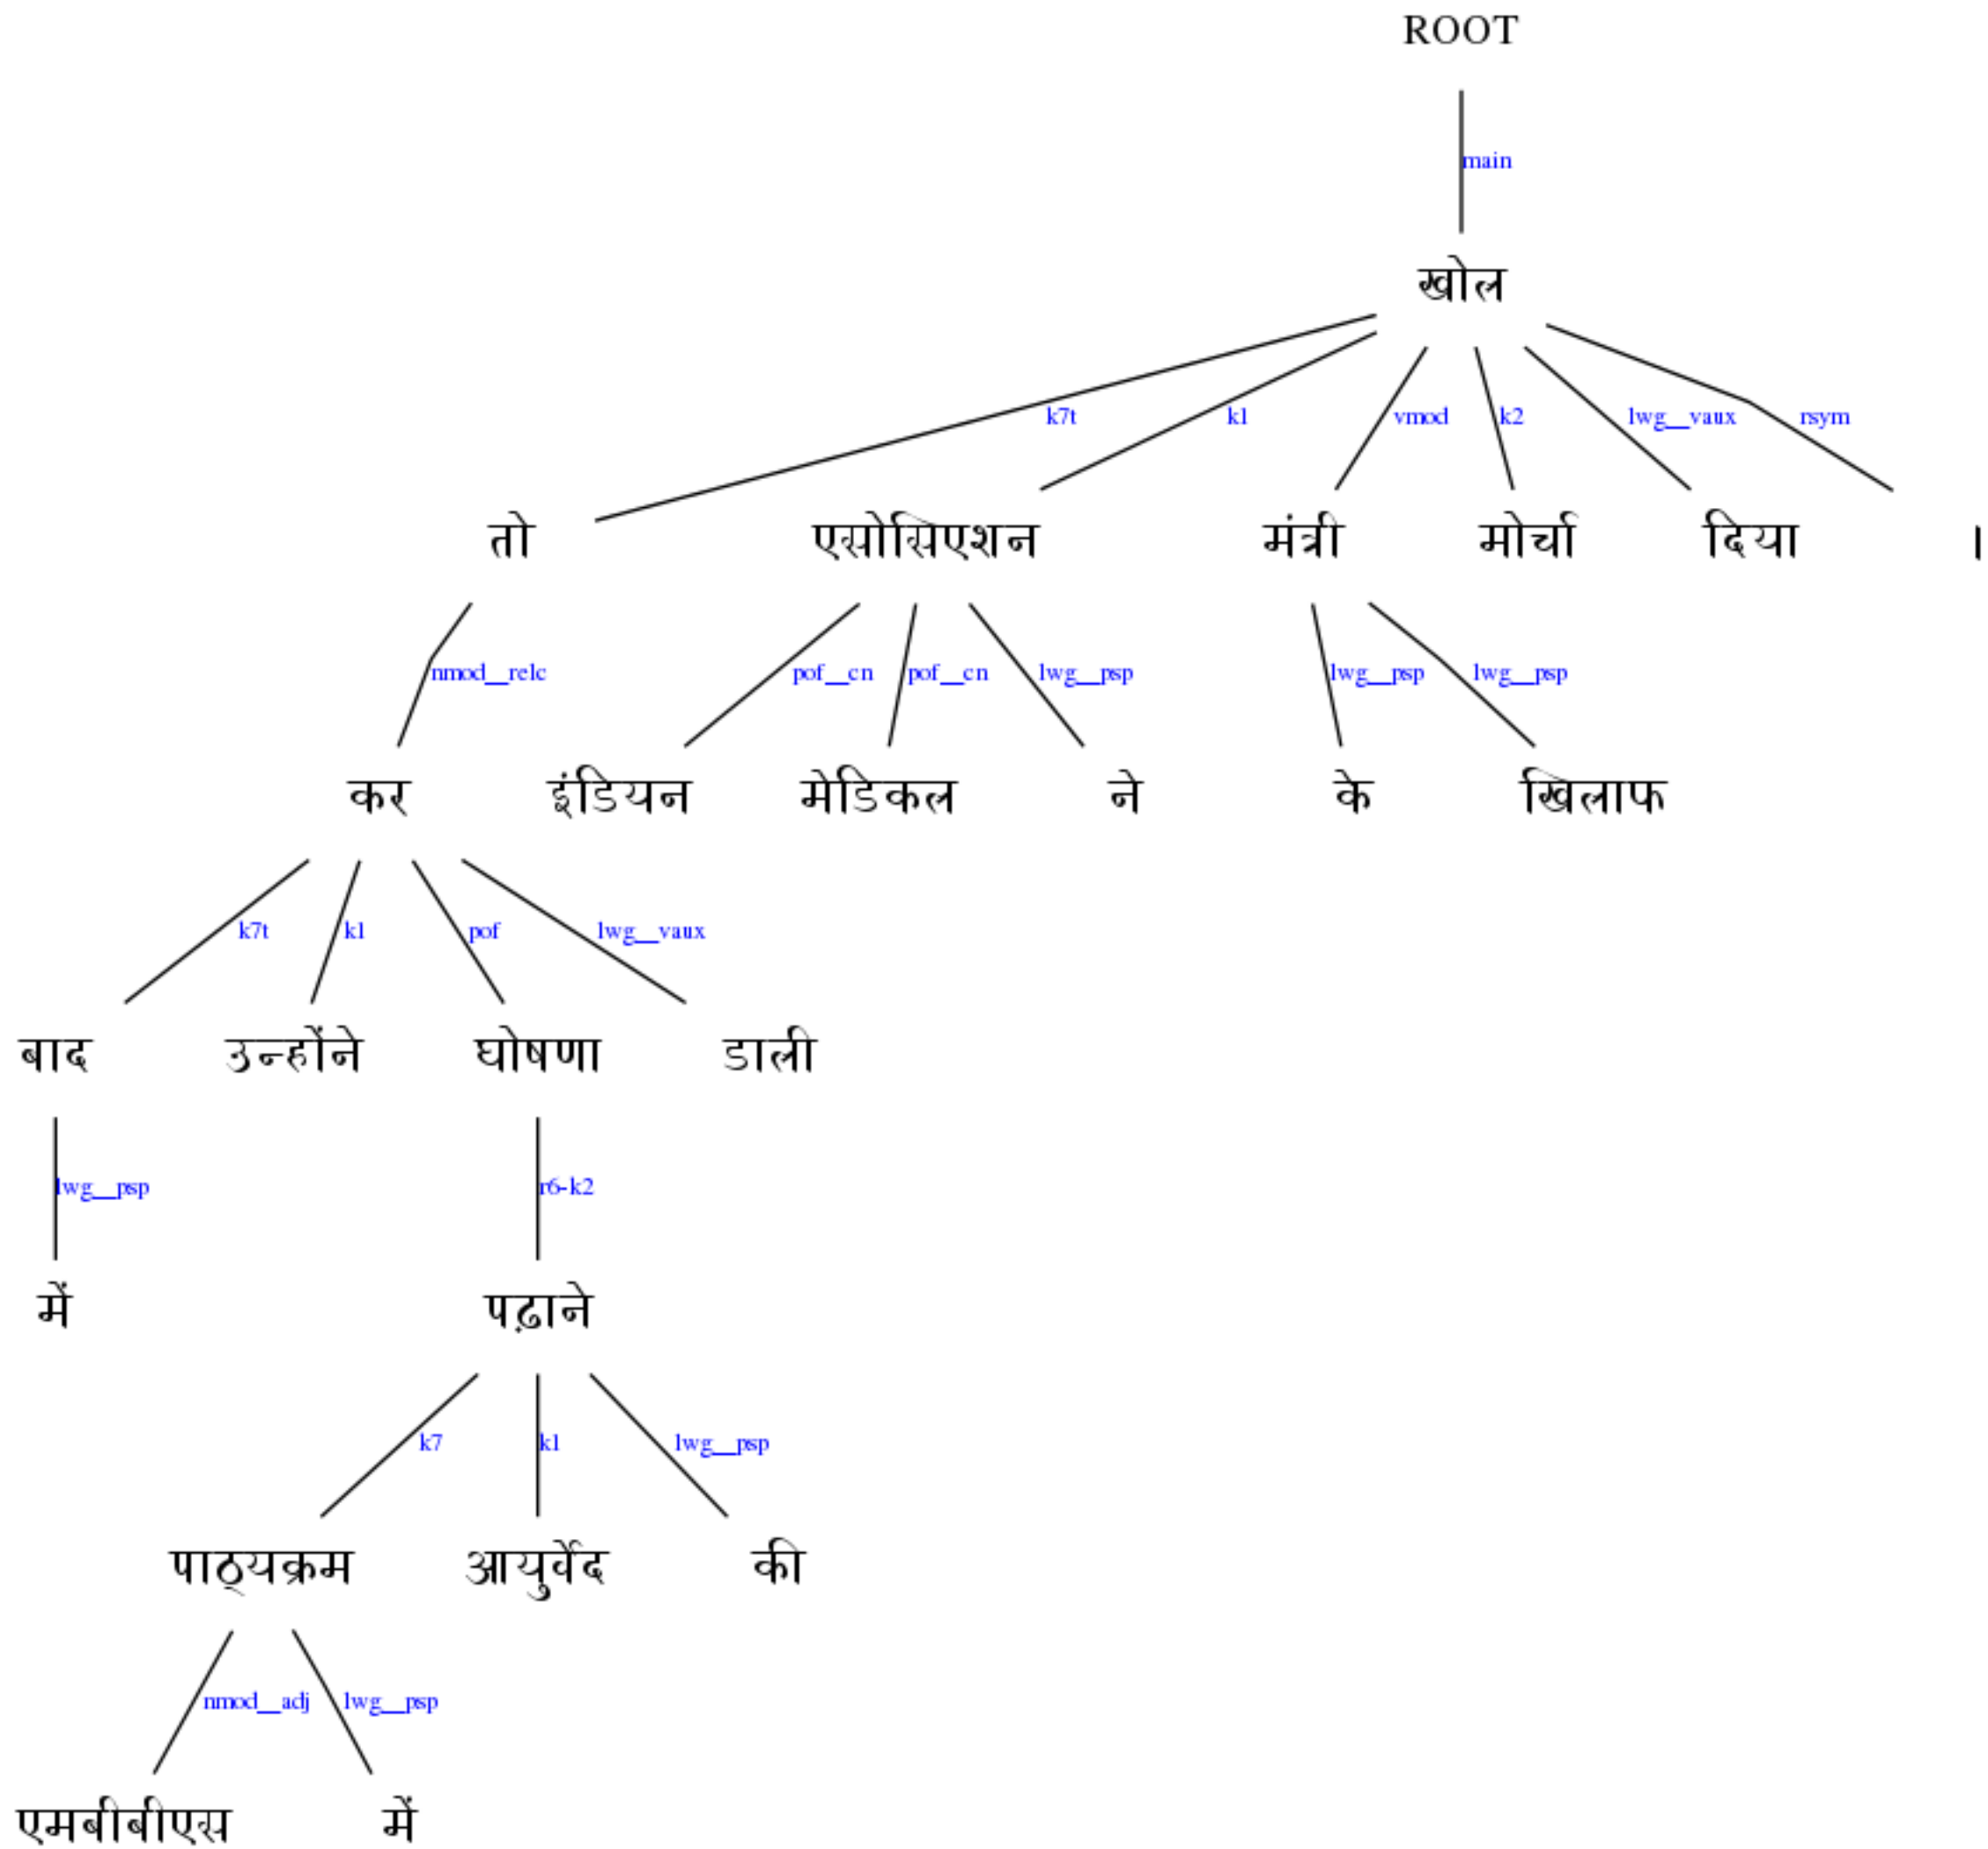 ROOT
main
खोल
k7t k1 vmod k2 lwg__vaux rsym
तो एसोसिएशन मंत्री मोर्चा दिया ।
nmod__relc pof__cn pof__cn lwg__psp lwg__psp lwg__psp
कर इंडियन मेडिकल ने के खिलाफ
k7t k1 pof lwg__vaux
बाद उन्होंने घोषणा डाली
lwg__psp r6-k2
में पढ़ाने
k7 k1 lwg__psp
पाठ्यक्रम आयुर्वेद की
nmod__adj lwg__psp
एमबीबीएस में